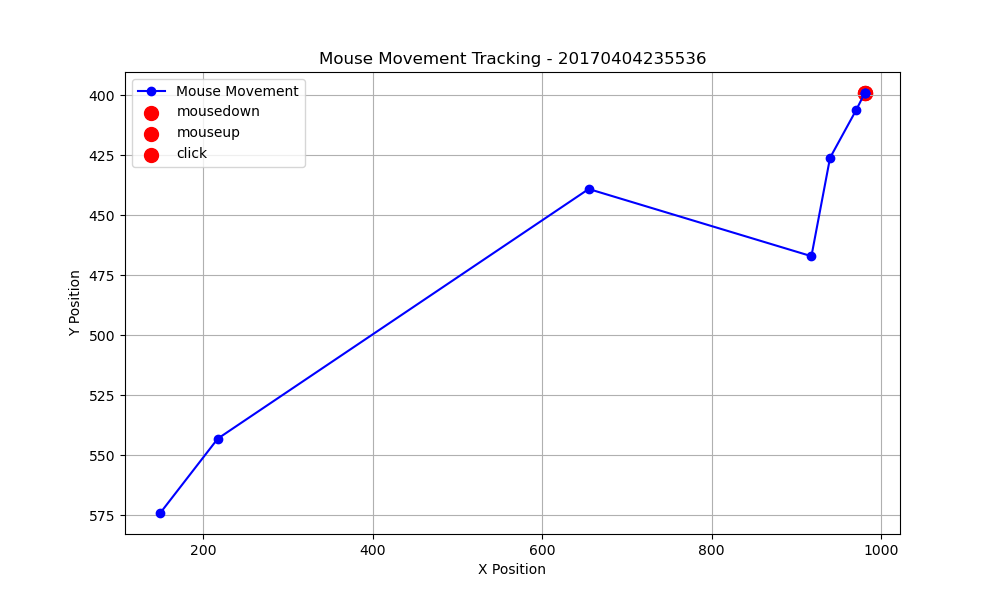 Mouse Movement Tracking - 20170404235536
Mouse Movement
mousedown
mouseup
click
400
425
450
475
500
525
550
575
Y Position
200 400 600 800 1000
X Position